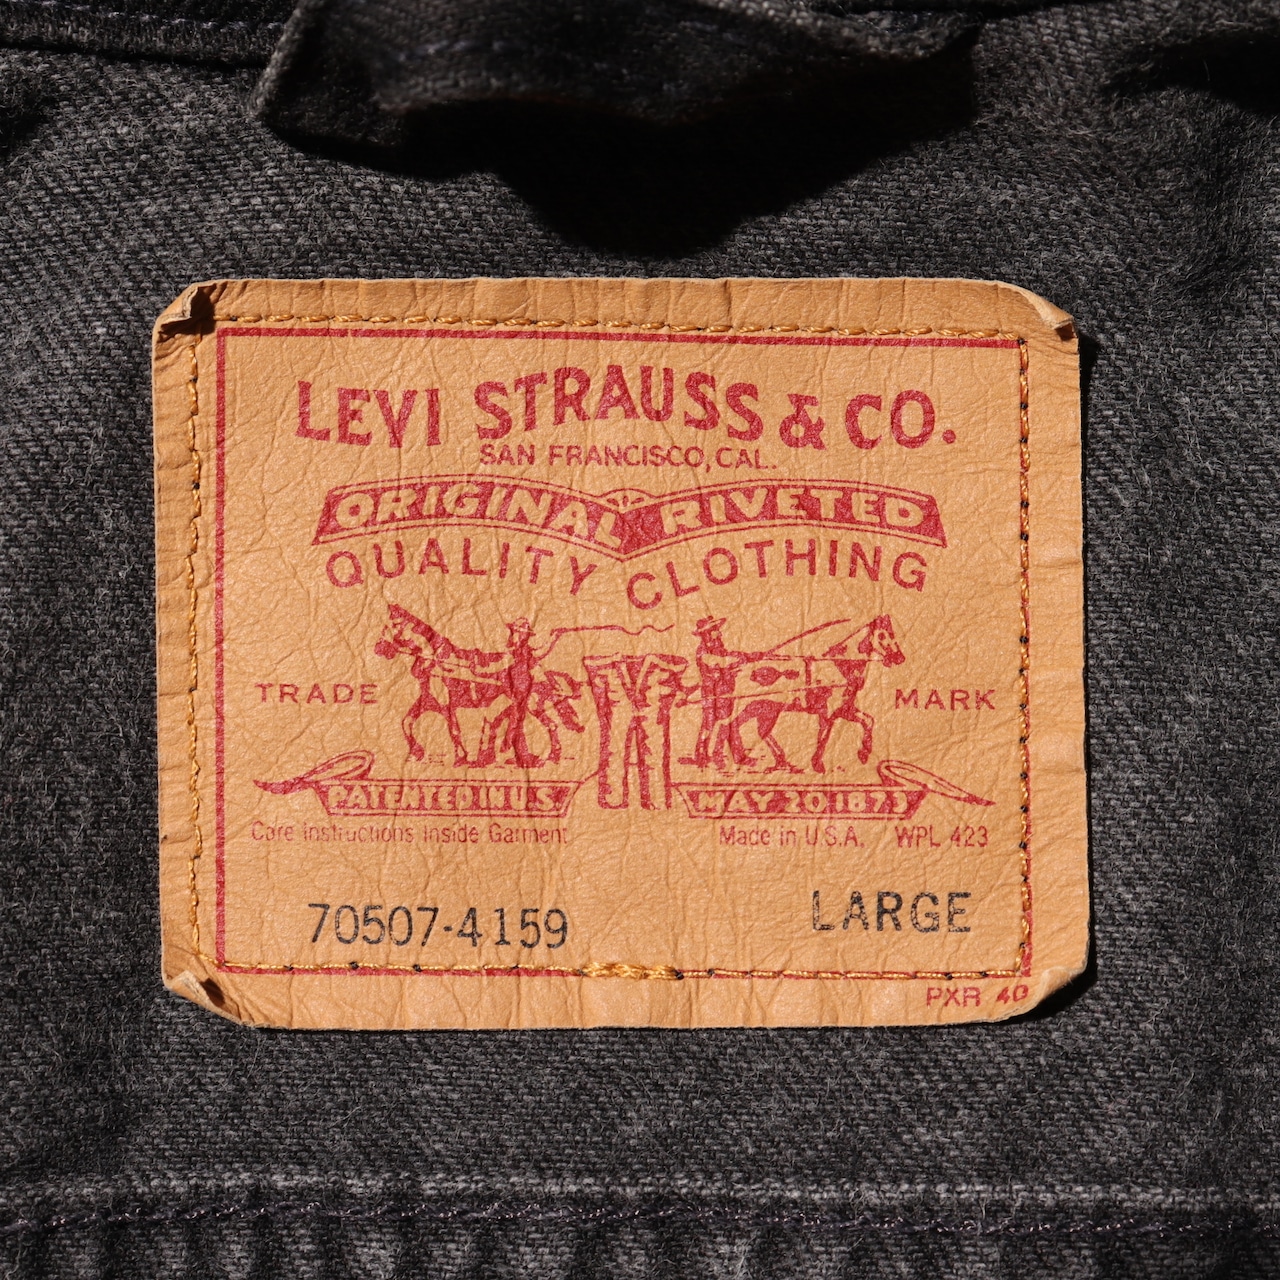 LEVI STRAUSS & CO.
SAN FRANCISCO, CAL.
ORIGINAL RIVETED
QUALITY CLOTHING
TRADE MARK
PATENTED IN U.S. MAY 20.1873
Care Instructions Inside Garment Made in U.S.A. WPL 423
70507-4159 LARGE
PXR 40